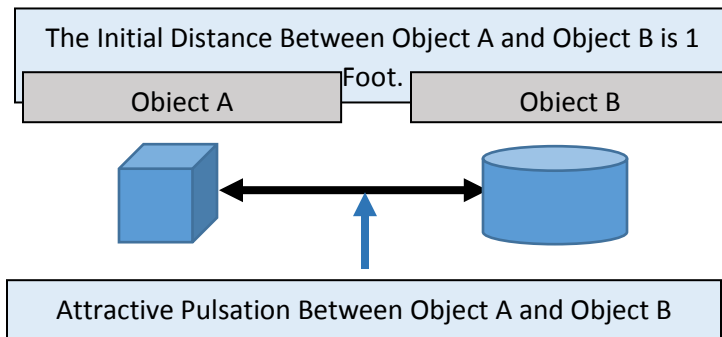 The Initial Distance Between Object A and Object B is 1
Foot.
Object A
Object B
Attractive Pulsation Between Object A and Object B